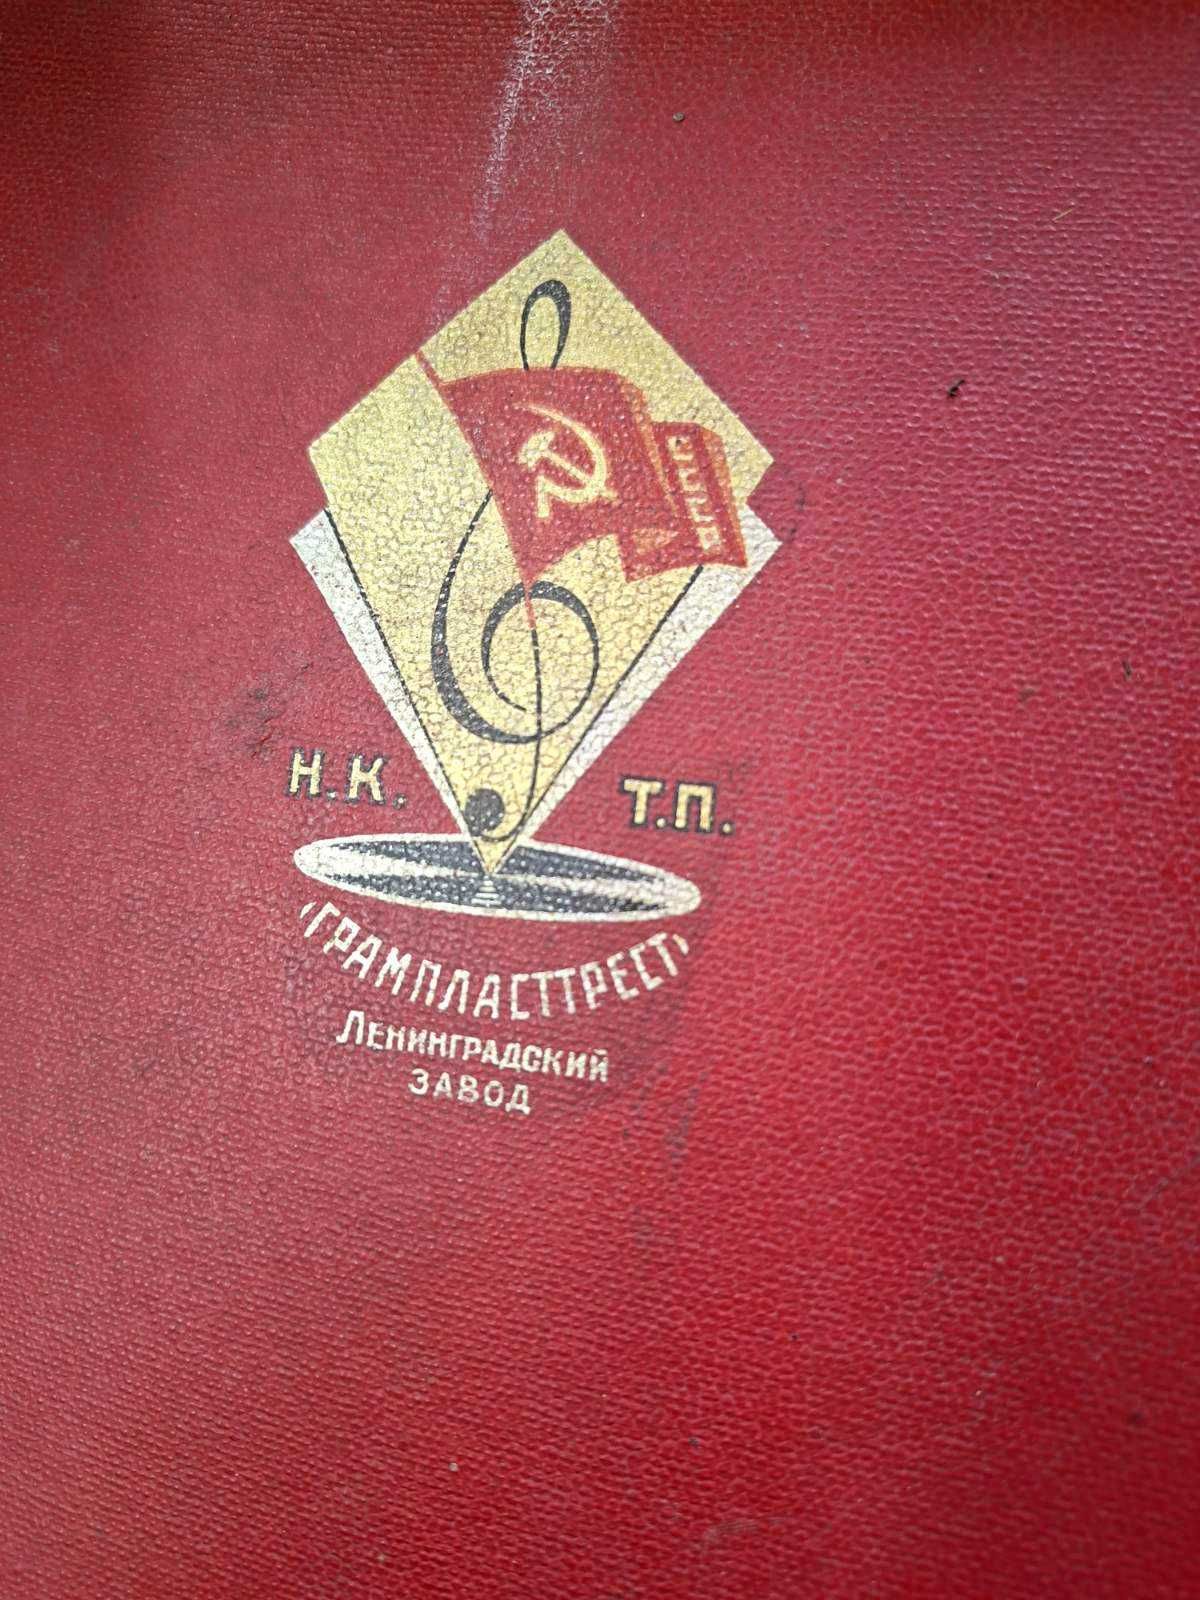 Н.К. Т.П.
«ГРАМПЛАСТТРЕСТ»
ЛЕНИНГРАДСКИЙ
ЗАВОД